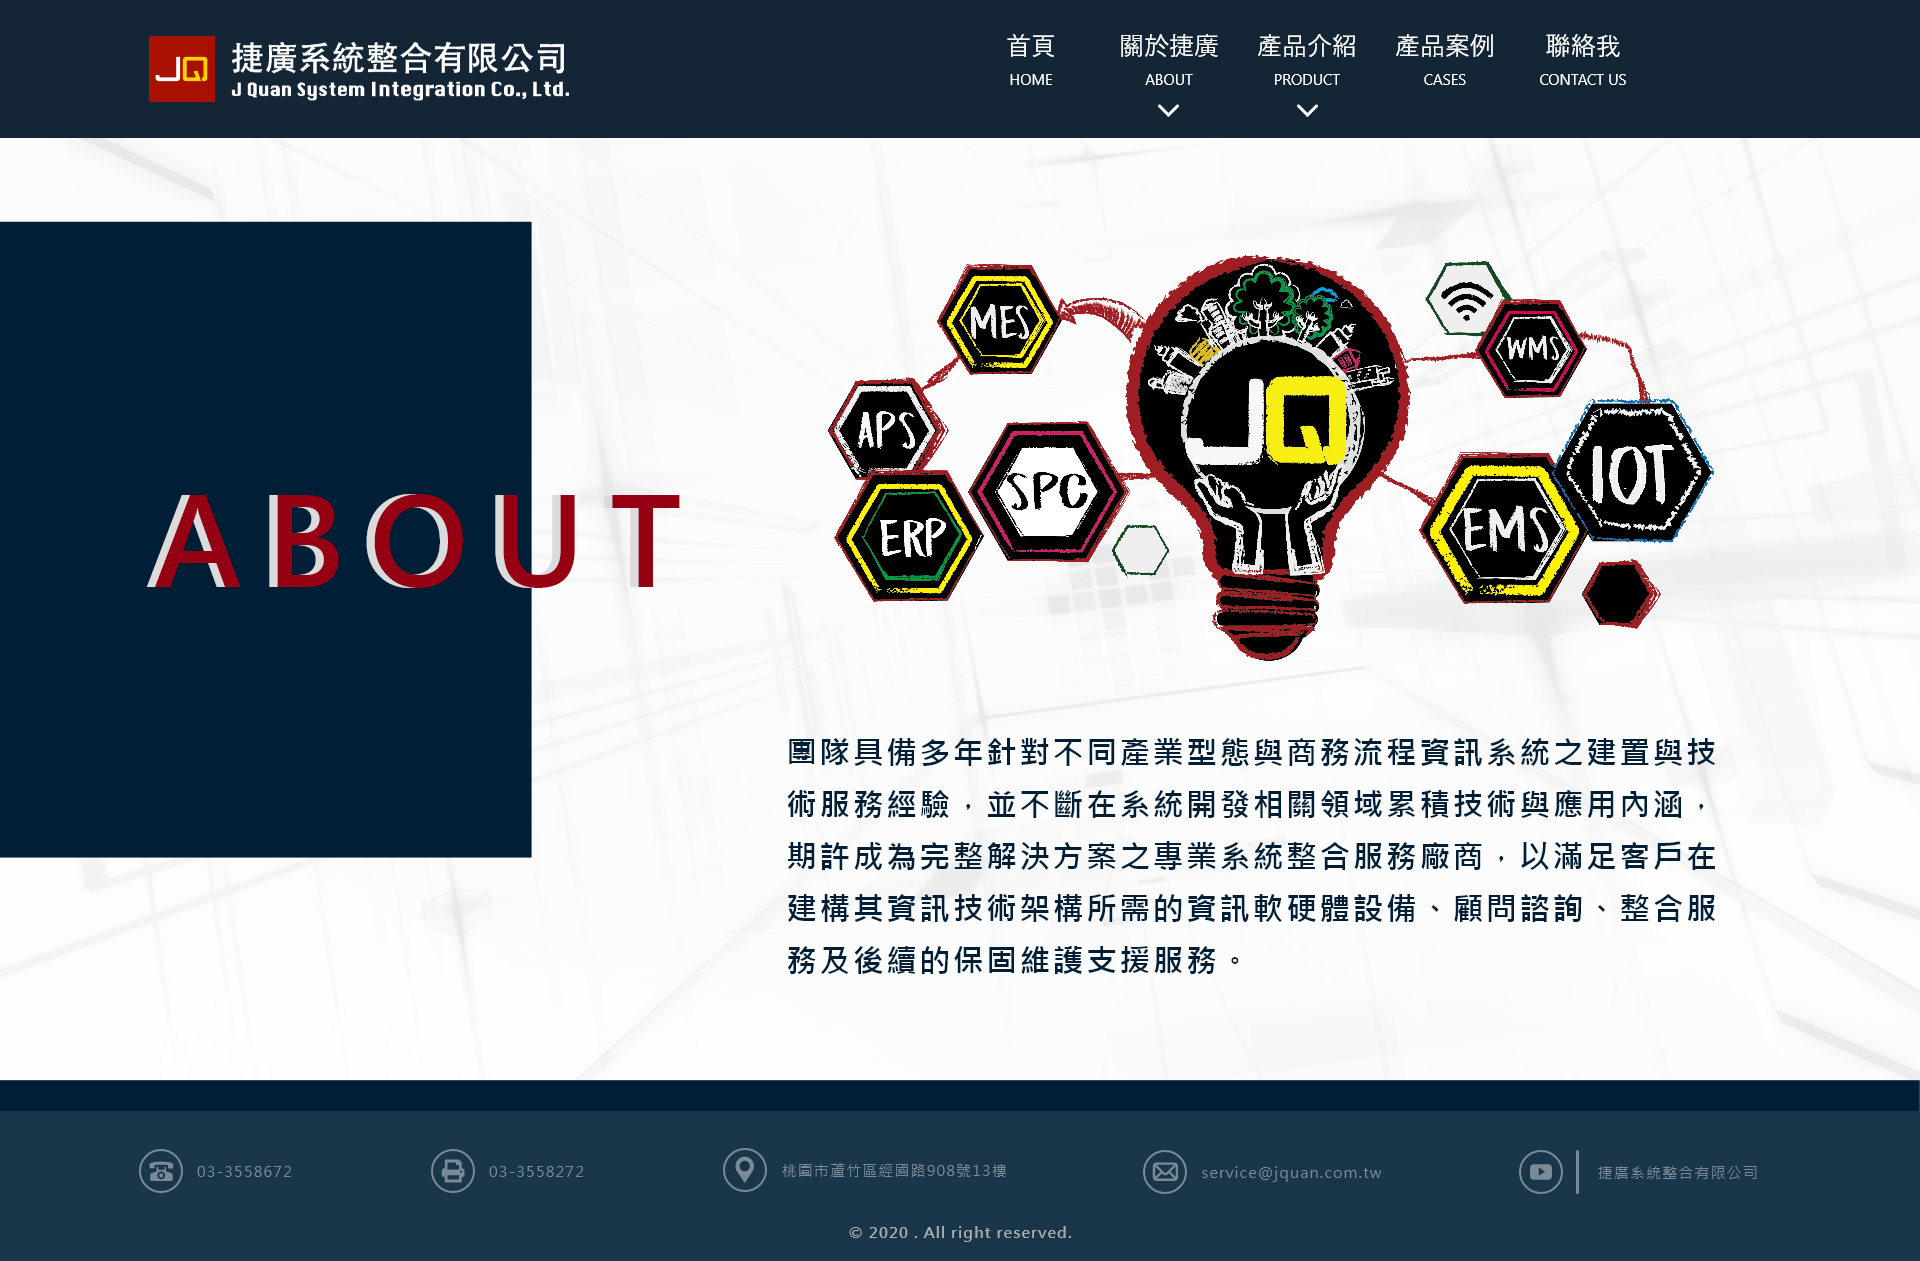 JQ 捷廣系統整合有限公司
J Quan System Integration Co., Ltd.
首頁 關於捷廣 產品介紹 產品案例 聯絡我
HOME ABOUT PRODUCT CASES CONTACT US
ABOUT
MES
APS
ERP
SPC
JQ
WMS
IOT
EMS
團隊具備多年針對不同產業型態與商務流程資訊系統之建置與技
術服務經驗，並不斷在系統開發相關領域累積技術與應用內涵，
期許成為完整解決方案之專業系統整合服務廠商，以滿足客戶在
建構其資訊技術架構所需的資訊軟硬體設備、顧問諮詢、整合服
務及後續的保固維護支援服務。
03-3558672
03-3558272
桃園市蘆竹區經國路908號13樓
service@jquan.com.tw
捷廣系統整合有限公司
© 2020 . All right reserved.